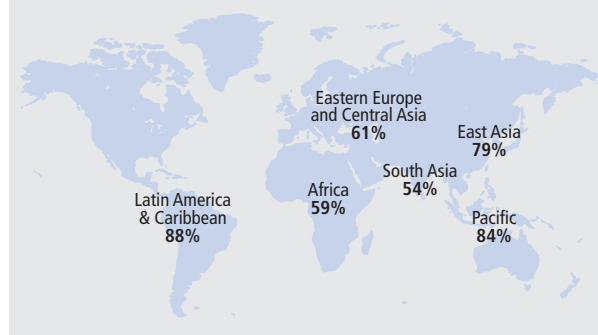 Eastern Europe
and Central Asia
61%
East Asia
79%
South Asia
54%
Africa
59%
Latin America
& Caribbean
88%
Pacific
84%